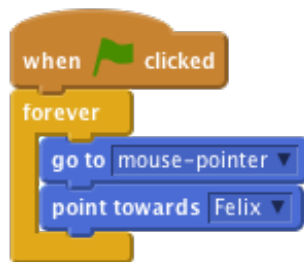 when clicked
forever
go to mouse-pointer
point towards Felix